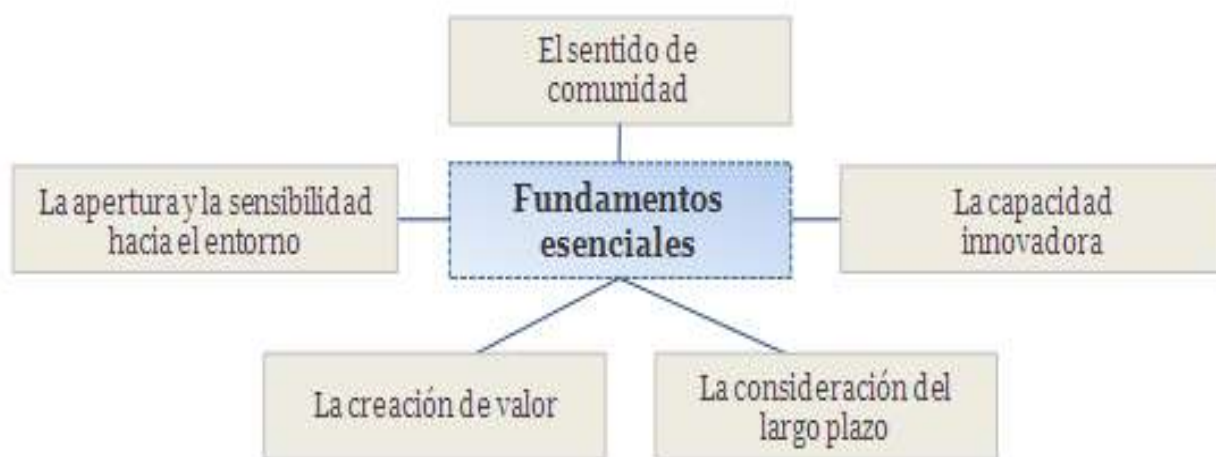 El sentido de
comunidad
La apertura y la sensibilidad
hacia el entorno
Fundamentos
esenciales
La capacidad
innovadora
La creación de valor
La consideración del
largo plazo